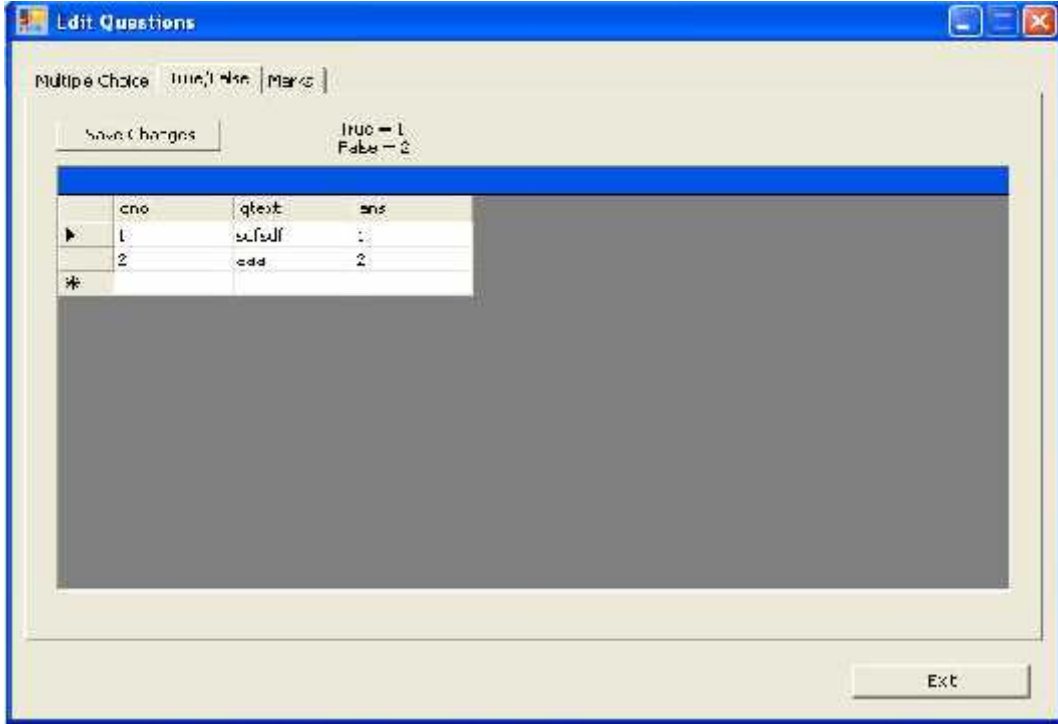 Edit Questions
Multiple Choice True/False Marks
Save Changes
True = 1
False = 2
qno qtext ans
1 1
2 2
Exit